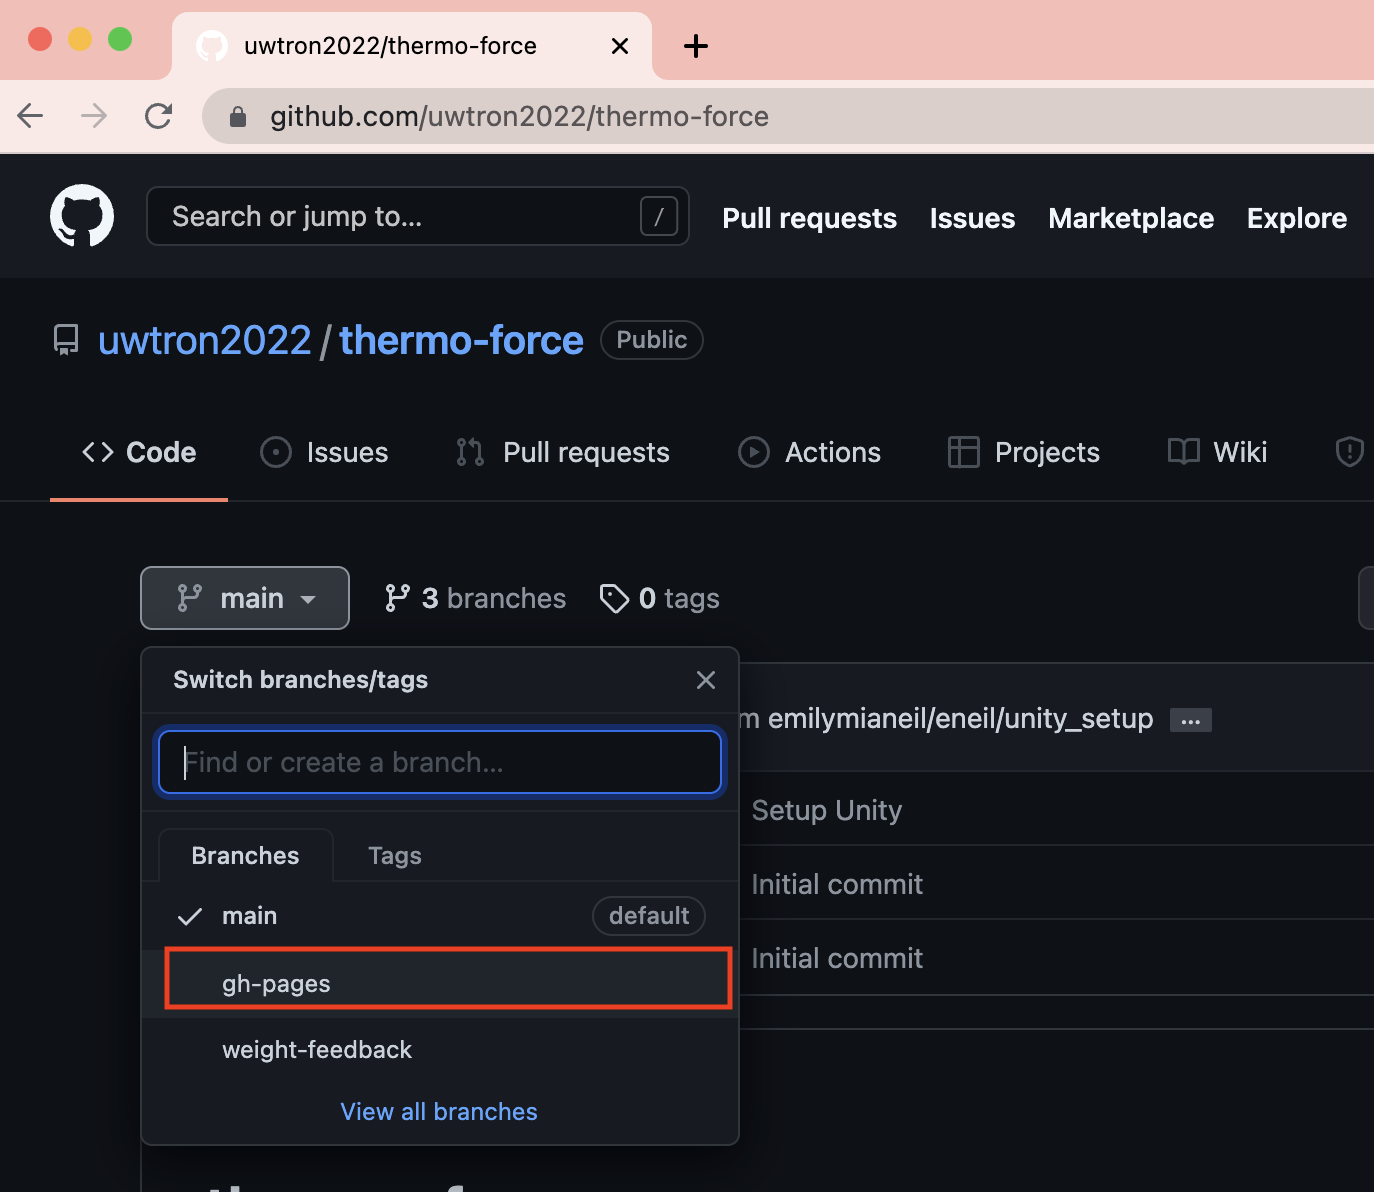 uwtron2022/thermo-force
github.com/uwtron2022/thermo-force
Search or jump to... /
Pull requests Issues Marketplace Explore
uwtron2022 / thermo-force Public
Code Issues Pull requests Actions Projects Wiki
main 3 branches 0 tags
Switch branches/tags
m emilymianeil/eneil/unity_setup ...
Find or create a branch...
Setup Unity
Branches Tags
Initial commit
main default
Initial commit
gh-pages
weight-feedback
View all branches